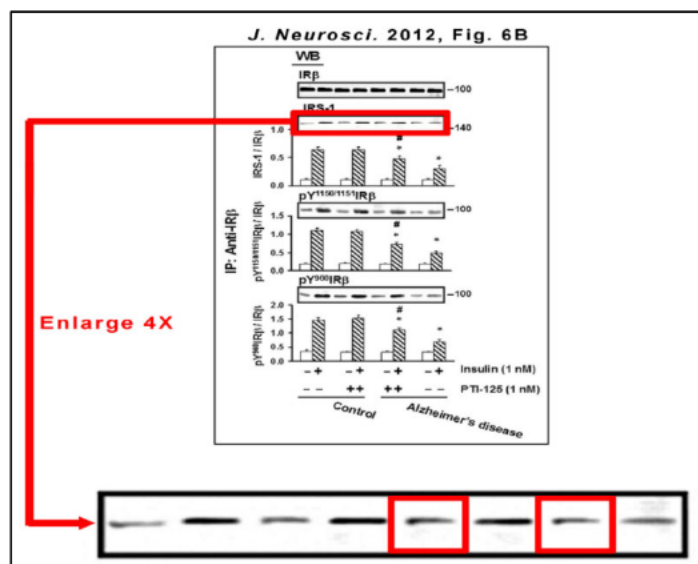 J. Neurosci. 2012, Fig. 6B
WB
IRβ
–100
IRS-1
–140
1.0
0.5
0.0
IRS-1 / IRβ
#
*
*
pY1150/1151IRβ
–100
1.5
1.0
0.5
0.0
pY1150/1151IRβ / IRβ
#
*
*
pY960IRβ
–100
2.0
1.5
1.0
0.5
0.0
pY960IRβ / IRβ
#
*
*
IP: Anti-IRβ
– + – + – + – + Insulin (1 nM)
– – + + + + – – PTI-125 (1 nM)
Control
Alzheimer's disease
Enlarge 4X